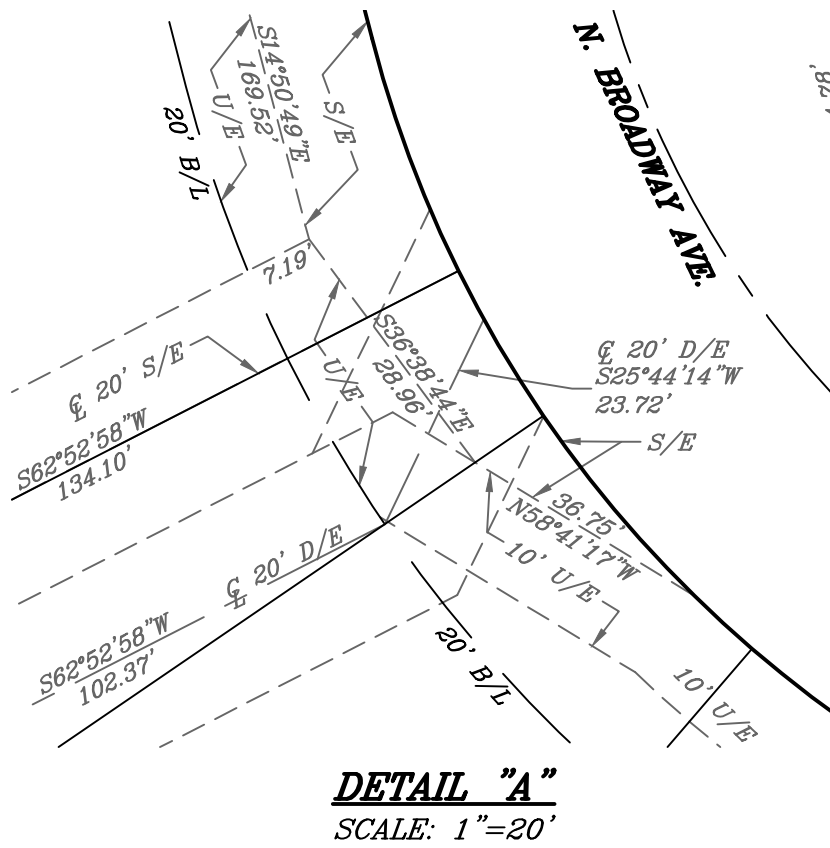 N. BROADWAY AVE.
S14°50'49"E
169.52'
S/E
U/E
20' B/L
7.19'
S36°38'44"E
28.96'
℄ 20' D/E
S25°44'14"W
23.72'
℄ 20' S/E
U/E
S/E
S62°52'58"W
134.10'
36.75'
N58°41'17"W
℄ 20' D/E
10' U/E
S62°52'58"W
102.37'
20' B/L
10' U/E
DETAIL "A"
SCALE: 1"=20'